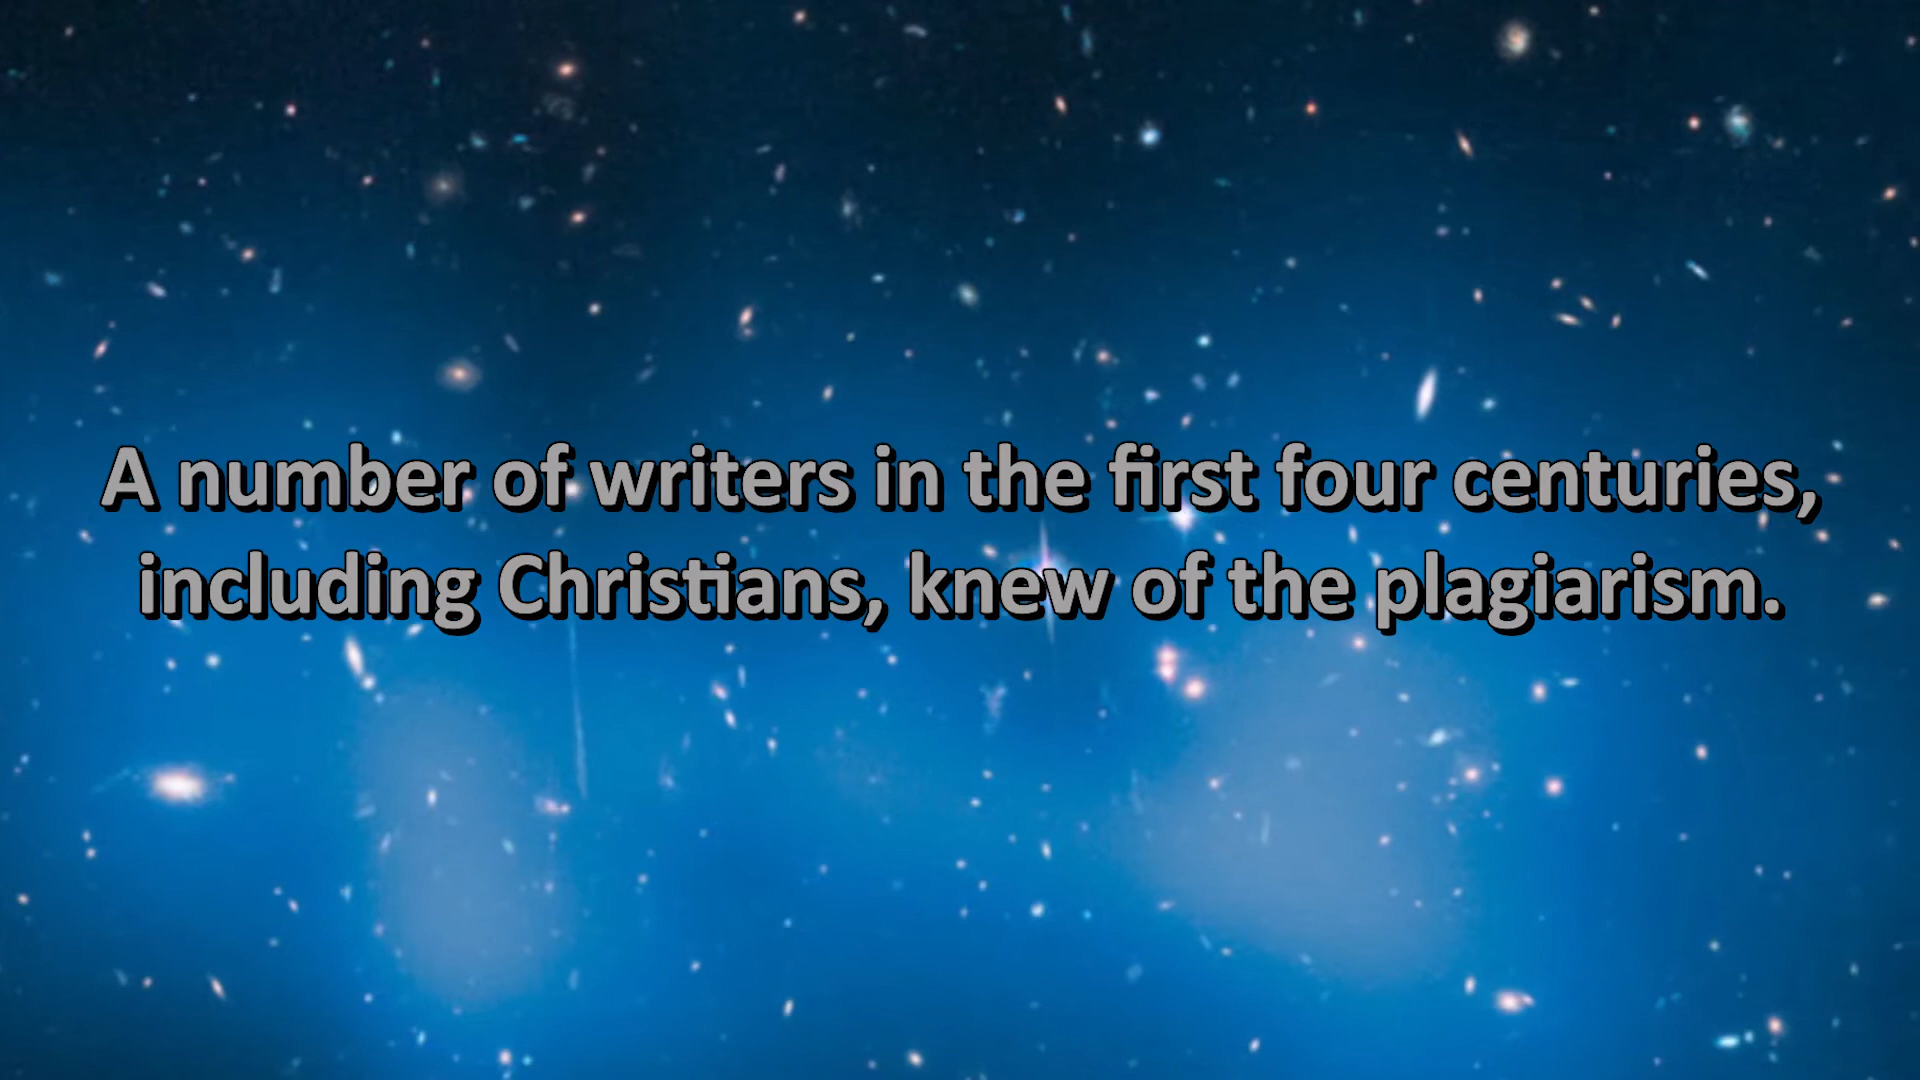 A number of writers in the first four centuries,
including Christians, knew of the plagiarism.